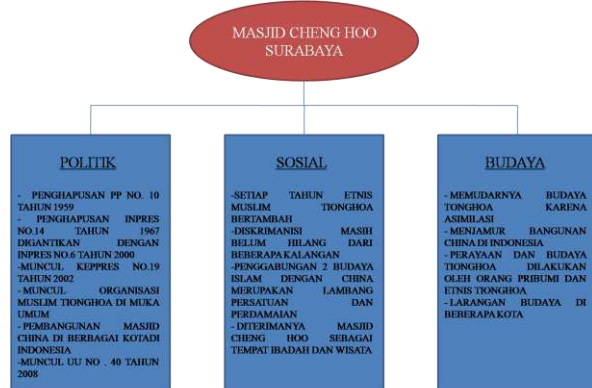 MASJID CHENG HOO
SURABAYA
POLITIK
- PENGHAPUSAN PP NO. 10
TAHUN 1959
- PENGHAPUSAN INPRES
NO.14 TAHUN 1967
DIGANTIKAN DENGAN
INPRES NO.6 TAHUN 2000
-MUNCUL KEPPRES NO.19
TAHUN 2002
- MUNCUL ORGANISASI
MUSLIM TIONGHOA DI MUKA
UMUM
- PEMBANGUNAN MASJID
CHINA DI BERBAGAI KOTADI
INDONESIA
-MUNCUL UU NO . 40 TAHUN
2008
SOSIAL
-SETIAP TAHUN ETNIS
MUSLIM TIONGHOA
BERTAMBAH
-DISKRIMANISI MASIH
BELUM HILANG DARI
BEBERAPA KALANGAN
-PENGGABUNGAN 2 BUDAYA
ISLAM DENGAN CHINA
MERUPAKAN LAMBANG
PERSATUAN DAN
PERDAMAIAN
- DITERIMANYA MASJID
CHENG HOO SEBAGAI
TEMPAT IBADAH DAN WISATA
BUDAYA
- MEMUDARNYA BUDAYA
TONGHOA KARENA
ASIMILASI
- MENJAMUR BANGUNAN
CHINA DI INDONESIA
- PERAYAAN DAN BUDAYA
TIONGHOA DILAKUKAN
OLEH ORANG PRIBUMI DAN
ETNIS TIONGHOA
- LARANGAN BUDAYA DI
BEBERAPA KOTA